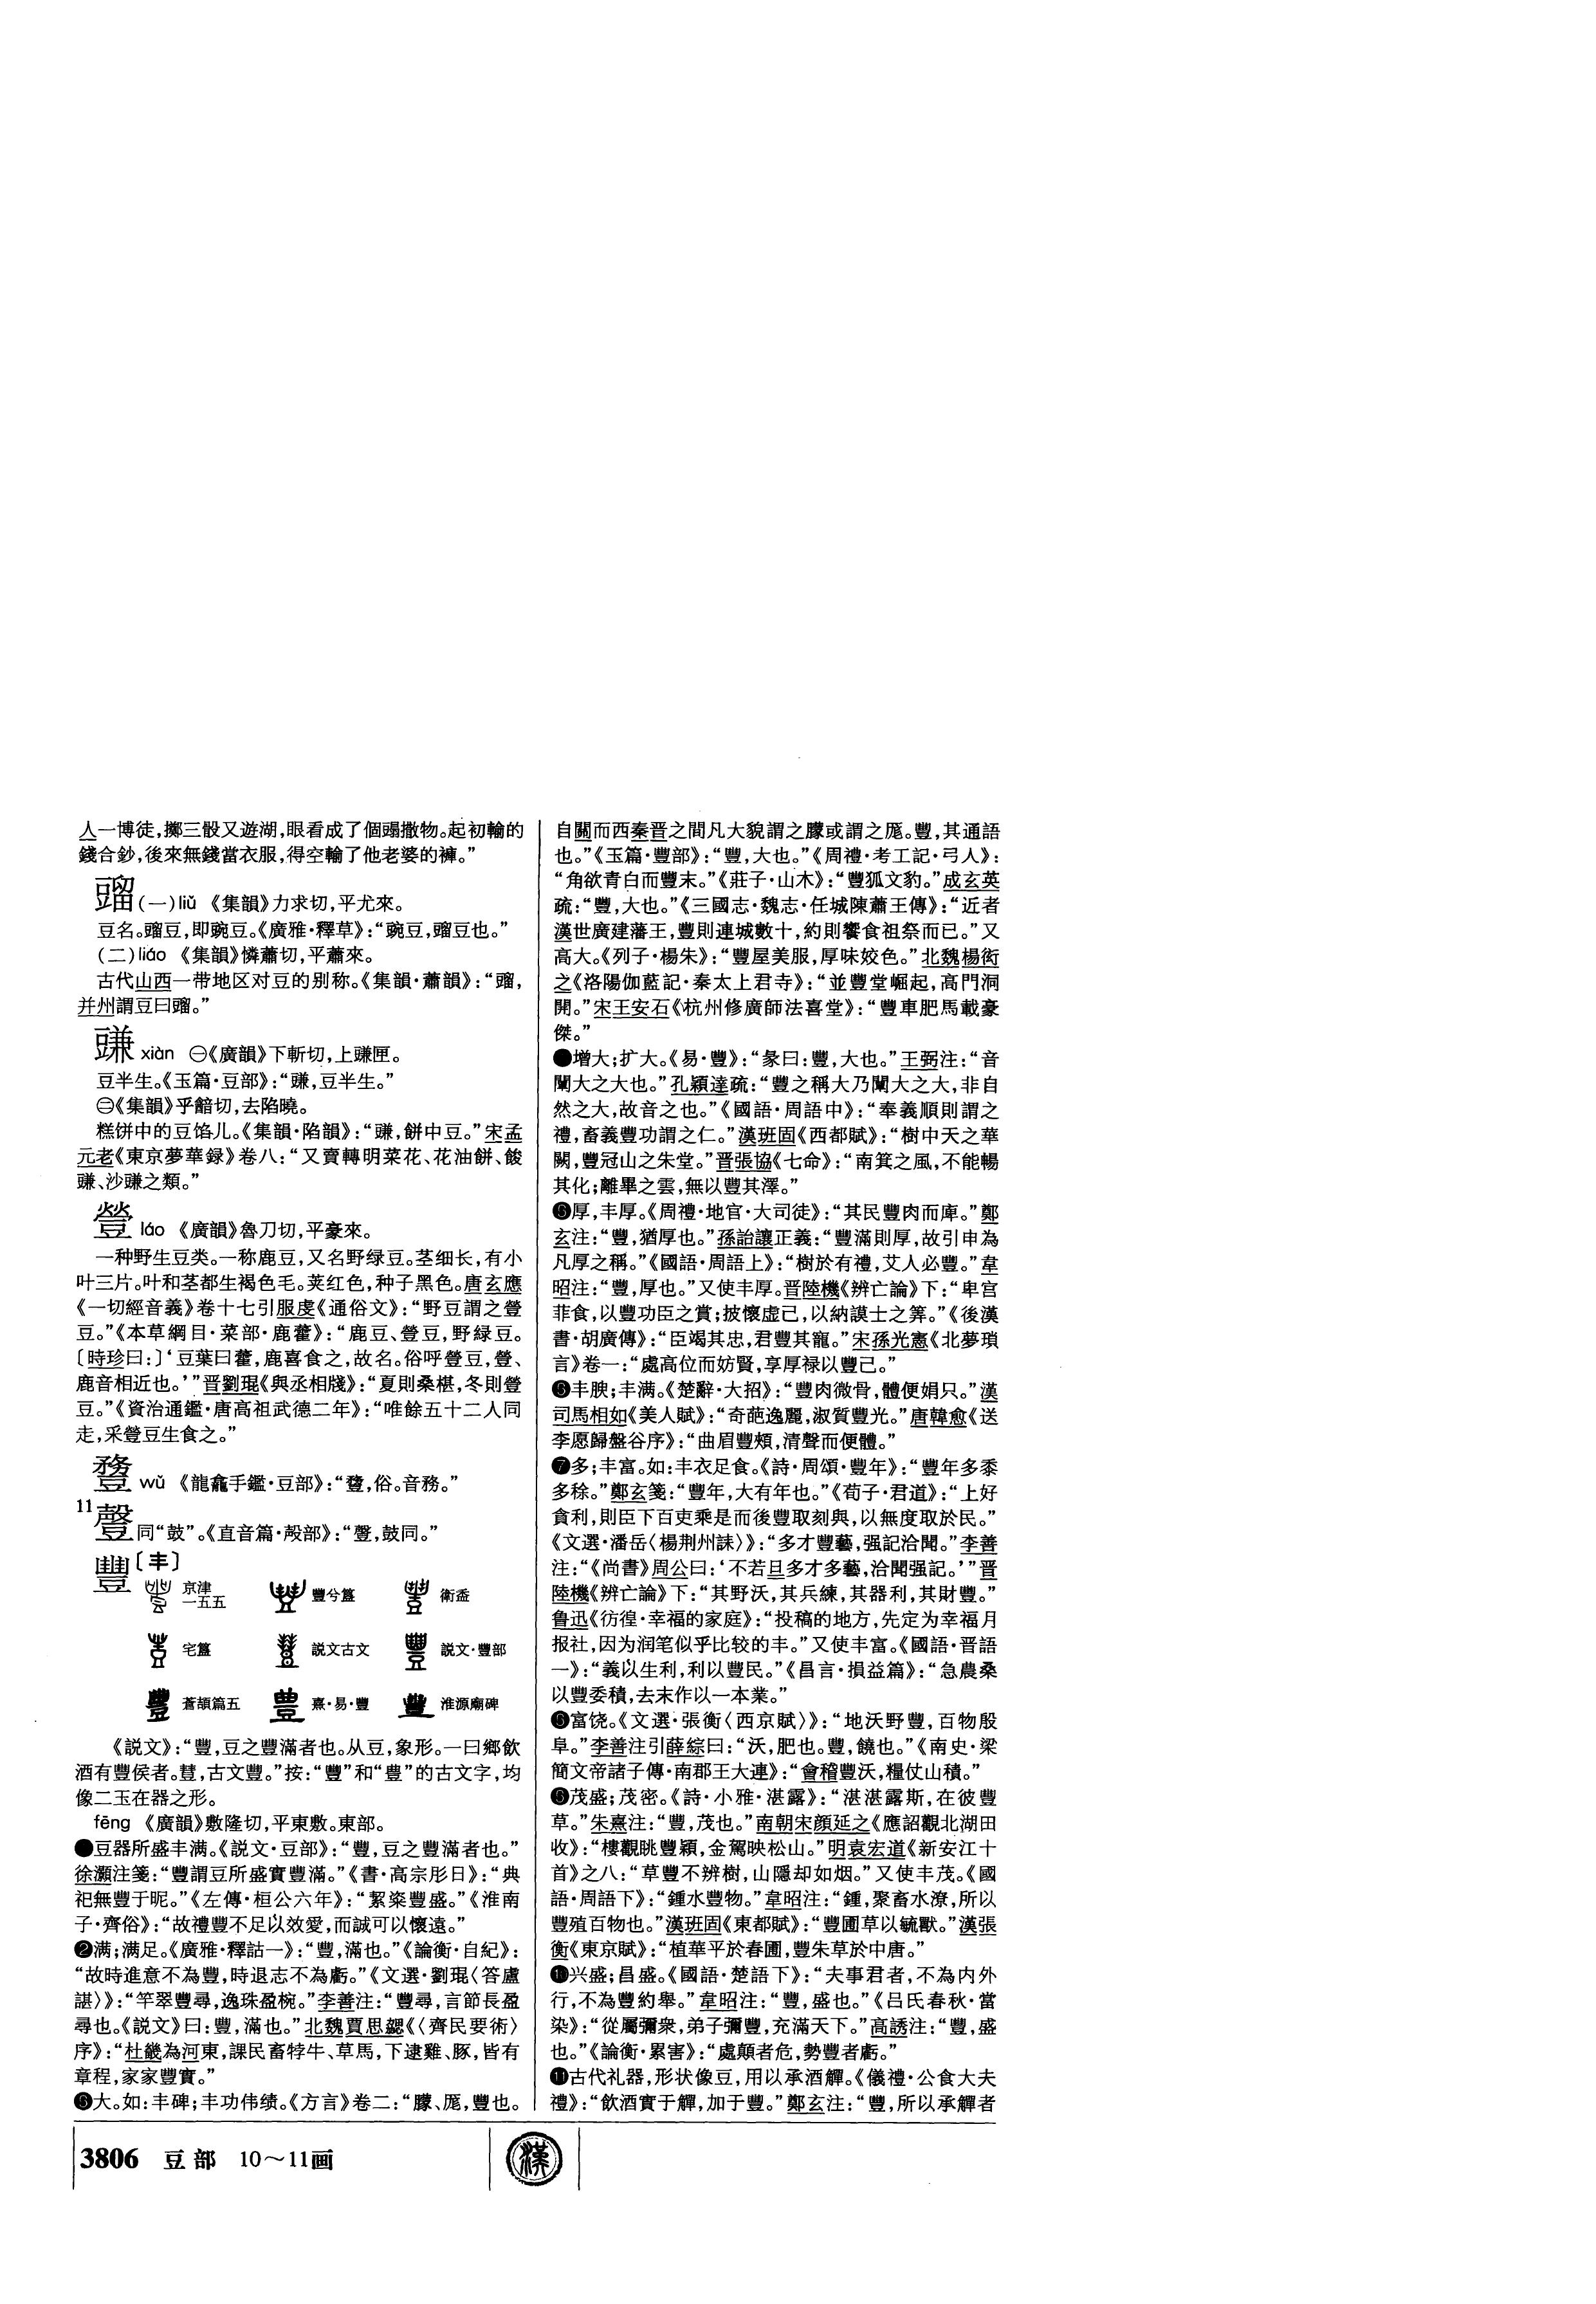 人一博徒，擲三骰又遊湖，眼看成了個蹋撒物。起初輸的
錢合鈔，後來無錢當衣服，得空輸了他老婆的褲。”
䝀(一)liǔ 《集韻》力求切，平尤來。
豆名。䝀豆，即豌豆。《廣雅·釋草》：“豌豆，䝀豆也。”
(二)liáo 《集韻》憐蕭切，平蕭來。
古代山西一带地区对豆的别称。《集韻·蕭韻》：“䝀，
并州謂豆曰䝀。”
豏 xiàn ㊀《廣韻》下斬切，上豏匣。
豆半生。《玉篇·豆部》：“豏，豆半生。”
㊁《集韻》乎韽切，去陷曉。
糕饼中的豆馅儿。《集韻·陷韻》：“豏，餅中豆。”宋孟
元老《東京夢華録》卷八：“又賣轉明菜花、花油餅、餕
豏、沙豏之類。”
䝁 láo 《廣韻》魯刀切，平豪來。
一种野生豆类。一称鹿豆，又名野绿豆。茎细长，有小
叶三片。叶和茎都生褐色毛。荚红色，种子黑色。唐玄應
《一切經音義》卷十七引服虔《通俗文》：“野豆謂之䝁
豆。”《本草綱目·菜部·鹿藿》：“鹿豆、䝁豆，野緑豆。
〔時珍曰：〕‘豆葉曰藿，鹿喜食之，故名。俗呼䝁豆，䝁、
鹿音相近也。’”晋劉琨《與丞相牋》：“夏則桑椹，冬則䝁
豆。”《資治通鑑·唐高祖武德二年》：“唯餘五十二人同
走，采䝁豆生食之。”
wǔ 《龍龕手鑑·豆部》：“，俗。音務。”
11
同“鼓”。《直音篇·殸部》：“，鼓同。”
豐〔丰〕
京津一五五 豐兮簋 衛盉
宅簋 説文古文 説文·豐部
蒼頡篇五 熹·易·豐 淮源廟碑
《説文》：“豐，豆之豐滿者也。从豆，象形。一曰鄉飲
酒有豐侯者。，古文豐。”按：“豐”和“豊”的古文字，均
像二玉在器之形。
fēng 《廣韻》敷隆切，平東敷。東部。
●豆器所盛丰满。《説文·豆部》：“豐，豆之豐滿者也。”
徐灝注箋：“豐謂豆所盛實豐滿。”《書·高宗肜日》：“典
祀無豐于昵。”《左傳·桓公六年》：“絜粢豐盛。”《淮南
子·齊俗》：“故禮豐不足以效愛，而誠可以懷遠。”
❷满；满足。《廣雅·釋詁一》：“豐，滿也。”《論衡·自紀》：
“故時進意不為豐，時退志不為虧。”《文選·劉琨〈答盧
諶〉》：“竿翠豐尋，逸珠盈椀。”李善注：“豐尋，言節長盈
尋也。《説文》曰：豐，滿也。”北魏賈思勰《〈齊民要術〉
序》：“杜畿為河東，課民畜牸牛、草馬，下逮雞、豚，皆有
章程，家家豐實。”
❸大。如：丰碑；丰功伟绩。《方言》卷二：“朦、厖，豐也。
自關而西秦晋之間凡大貌謂之朦或謂之厖。豐，其通語
也。”《玉篇·豐部》：“豐，大也。”《周禮·考工記·弓人》：
“角欲青白而豐末。”《莊子·山木》：“豐狐文豹。”成玄英
疏：“豐，大也。”《三國志·魏志·任城陳蕭王傳》：“近者
漢世廣建藩王，豐則連城數十，約則饗食祖祭而已。”又
高大。《列子·楊朱》：“豐屋美服，厚味姣色。”北魏楊衒
之《洛陽伽藍記·秦太上君寺》：“並豐堂崛起，高門洞
開。”宋王安石《杭州修廣師法喜堂》：“豐車肥馬載豪
傑。”
●增大；扩大。《易·豐》：“彖曰：豐，大也。”王弼注：“音
闡大之大也。”孔穎達疏：“豐之稱大乃闡大之大，非自
然之大，故音之也。”《國語·周語中》：“奉義順則謂之
禮，畜義豐功謂之仁。”漢班固《西都賦》：“樹中天之華
闕，豐冠山之朱堂。”晋張協《七命》：“南箕之風，不能暢
其化；離畢之雲，無以豐其澤。”
❺厚，丰厚。《周禮·地官·大司徒》：“其民豐肉而庳。”鄭
玄注：“豐，猶厚也。”孫詒讓正義：“豐滿則厚，故引申為
凡厚之稱。”《國語·周語上》：“樹於有禮，艾人必豐。”韋
昭注：“豐，厚也。”又使丰厚。晋陸機《辨亡論》下：“卑宫
菲食，以豐功臣之賞；披懷虚己，以納謨士之筭。”《後漢
書·胡廣傳》：“臣竭其忠，君豐其寵。”宋孫光憲《北夢瑣
言》卷一：“處高位而妨賢，享厚禄以豐己。”
❻丰腴；丰满。《楚辭·大招》：“豐肉微骨，體便娟只。”漢
司馬相如《美人賦》：“奇葩逸麗，淑質豐光。”唐韓愈《送
李愿歸盤谷序》：“曲眉豐頰，清聲而便體。”
❼多；丰富。如：丰衣足食。《詩·周頌·豐年》：“豐年多黍
多稌。”鄭玄箋：“豐年，大有年也。”《荀子·君道》：“上好
貪利，則臣下百吏乘是而後豐取刻與，以無度取於民。”
《文選·潘岳〈楊荆州誄〉》：“多才豐藝，强記洽聞。”李善
注：“《尚書》周公曰：‘不若旦多才多藝，洽聞强記。’”晋
陸機《辨亡論》下：“其野沃，其兵練，其器利，其財豐。”
鲁迅《彷徨·幸福的家庭》：“投稿的地方，先定为幸福月
报社，因为润笔似乎比较的丰。”又使丰富。《國語·晋語
一》：“義以生利，利以豐民。”《昌言·損益篇》：“急農桑
以豐委積，去末作以一本業。”
❽富饶。《文選·張衡〈西京賦〉》：“地沃野豐，百物殷
阜。”李善注引薛綜曰：“沃，肥也。豐，饒也。”《南史·梁
簡文帝諸子傳·南郡王大連》：“會稽豐沃，糧仗山積。”
❾茂盛；茂密。《詩·小雅·湛露》：“湛湛露斯，在彼豐
草。”朱熹注：“豐，茂也。”南朝宋顔延之《應詔觀北湖田
收》：“樓觀眺豐穎，金駕映松山。”明袁宏道《新安江十
首》之八：“草豐不辨樹，山隱却如烟。”又使丰茂。《國
語·周語下》：“鍾水豐物。”韋昭注：“鍾，聚畜水潦，所以
豐殖百物也。”漢班固《東都賦》：“豐圃草以毓獸。”漢張
衡《東京賦》：“植華平於春圃，豐朱草於中唐。”
❿兴盛；昌盛。《國語·楚語下》：“夫事君者，不為内外
行，不為豐約舉。”韋昭注：“豐，盛也。”《吕氏春秋·當
染》：“從屬彌衆，弟子彌豐，充滿天下。”高誘注：“豐，盛
也。”《論衡·累害》：“處顛者危，勢豐者虧。”
⓫古代礼器，形状像豆，用以承酒觶。《儀禮·公食大夫
禮》：“飲酒實于觶，加于豐。”鄭玄注：“豐，所以承觶者
3806 豆部 10～11画
漢